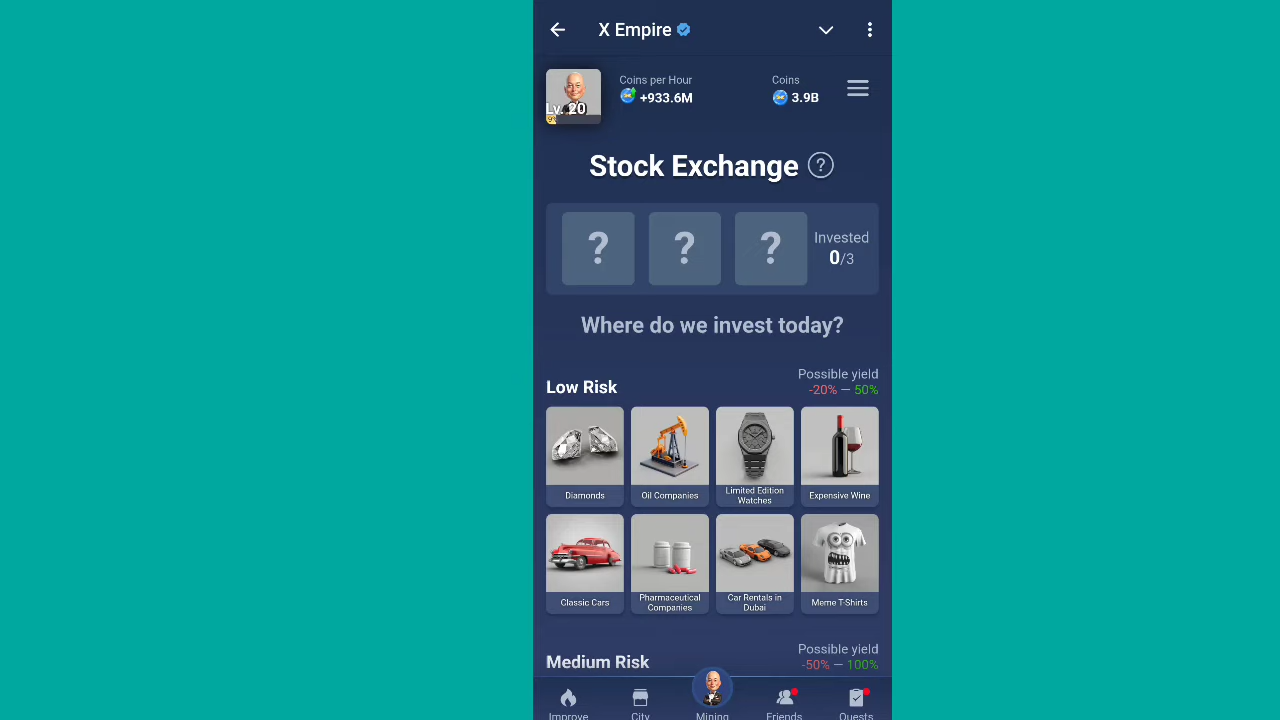 X Empire
Coins per Hour
+933.6M
Coins
3.9B
Lv. 20
9%
Stock Exchange ?
? ? ?
Invested
0/3
Where do we invest today?
Low Risk
Possible yield
-20% — 50%
Diamonds
Oil Companies
Limited Edition
Watches
Expensive Wine
Classic Cars
Pharmaceutical
Companies
Car Rentals in
Dubai
Meme T-Shirts
Medium Risk
Possible yield
-50% — 100%
Improve
City
Mining
Friends
Quests